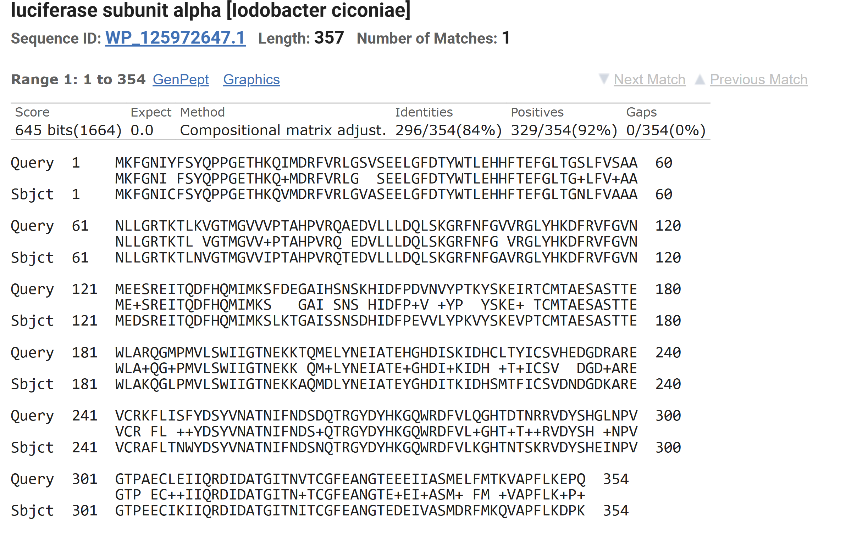 luciferase subunit alpha [Iodobacter ciconiae]
Sequence ID: WP_125972647.1 Length: 357 Number of Matches: 1
Range 1: 1 to 354 GenPept Graphics ▼ Next Match ▲ Previous Match
Score Expect Method Identities Positives Gaps
645 bits(1664) 0.0 Compositional matrix adjust. 296/354(84%) 329/354(92%) 0/354(0%)
Query 1 MKFGNIYFSYQPPGETHKQIMDRFVRLGSVSEELGFDTYWTLEHHFTEFGLTGSLFVSAA 60
MKFGNI FSYQPPGETHKQ+MDRFVRLG  SEELGFDTYWTLEHHFTEFGLTG+LFV+AA
Sbjct 1 MKFGNICFSYQPPGETHKQVMDRFVRLGVASEELGFDTYWTLEHHFTEFGLTGNLFVAAA 60
Query 61 NLLGRTKTLKVGTMGVVVPTAHPVRQAEDVLLLDQLSKGRFNFGVVRGLYHKDFRVFGVN 120
NLLGRTKTL VGTMGVV+PTAHPVRQ EDVLLLDQLSKGRFNFG VRGLYHKDFRVFGVN
Sbjct 61 NLLGRTKTLNVGTMGVVIPTAHPVRQTEDVLLLDQLSKGRFNFGAVRGLYHKDFRVFGVN 120
Query 121 MEESREITQDFHQMIMKSFDEGAIHSNSKHIDFPDVNVYPTKYSKEIRTCMTAESASTTE 180
ME+SREITQDFHQMIMKS   GAI SNS HIDFP+V +YP  YSKE+ TCMTAESASTTE
Sbjct 121 MEDSREITQDFHQMIMKSLKTGAISSNSDHIDFPEVVLYPKVYSKEVPTCMTAESASTTE 180
Query 181 WLARQGMPMVLSWIIGTNEKKTQMELYNEIATEYGHDISKIDHCLTYICSVHEDGDRARE 240
WLA+QG+PMVLSWIIGTNEKK QM+LYNEIATE+GHDI+KIDH +T+ICSV  DGD+ARE
Sbjct 181 WLAKQGLPMVLSWIIGTNEKKAQMDLYNEIATEYGHDITKIDHSMTFICSVDNDGDKARE 240
Query 241 VCRKFLISFYDSYVNATNIFNDSDQTRGYDYHKGQWRDFVLQGHTDTNRRVDYSHGLNPV 300
VCR FL ++YDSYVNATNIFNDS+QTRGYDYHKGQWRDFVL+GHT+T++RVDYSH +NPV
Sbjct 241 VCRAFLTNWYDSYVNATNIFNDSNQTRGYDYHKGQWRDFVLKGHTNTSKRVDYSHEINPV 300
Query 301 GTPAECLEIIQRDIDATGITNVTCGFEANGTEEEIIASMELFMTKVAPFLKEPQ 354
GTP EC++IIQRDIDATGITN+TCGFEANGTE+EI+ASM+ FM +VAPFLK+P+
Sbjct 301 GTPEECIKIIQRDIDATGITNITCGFEANGTEDEIVASMDRFMKQVAPFLKDPK 354